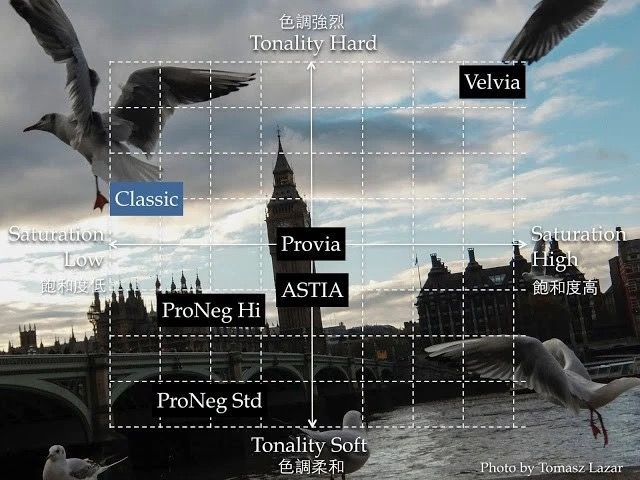 色調強烈
Tonality Hard
Velvia
Classic
Saturation
Low
飽和度低
Provia
Saturation
High
飽和度高
ASTIA
ProNeg Hi
ProNeg Std
Tonality Soft
色調柔和
Photo by Tomasz Lazar